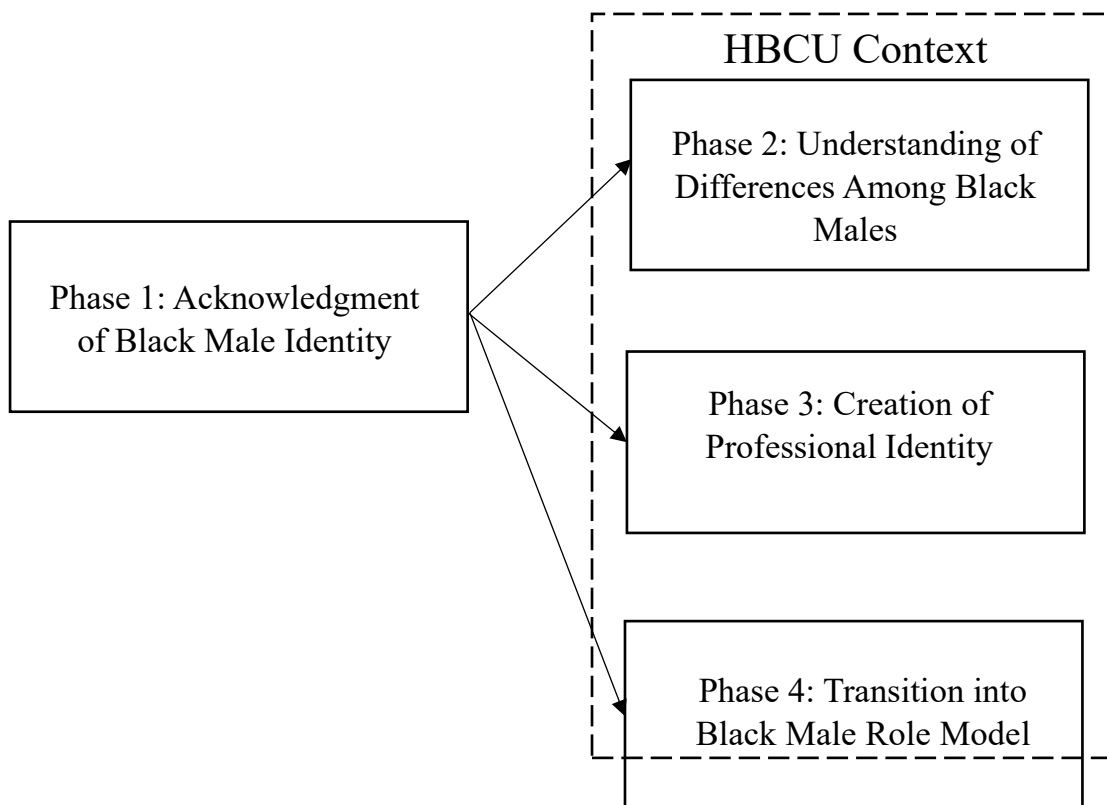 HBCU Context
Phase 2: Understanding of
Differences Among Black
Males
Phase 1: Acknowledgment
of Black Male Identity
Phase 3: Creation of
Professional Identity
Phase 4: Transition into
Black Male Role Model